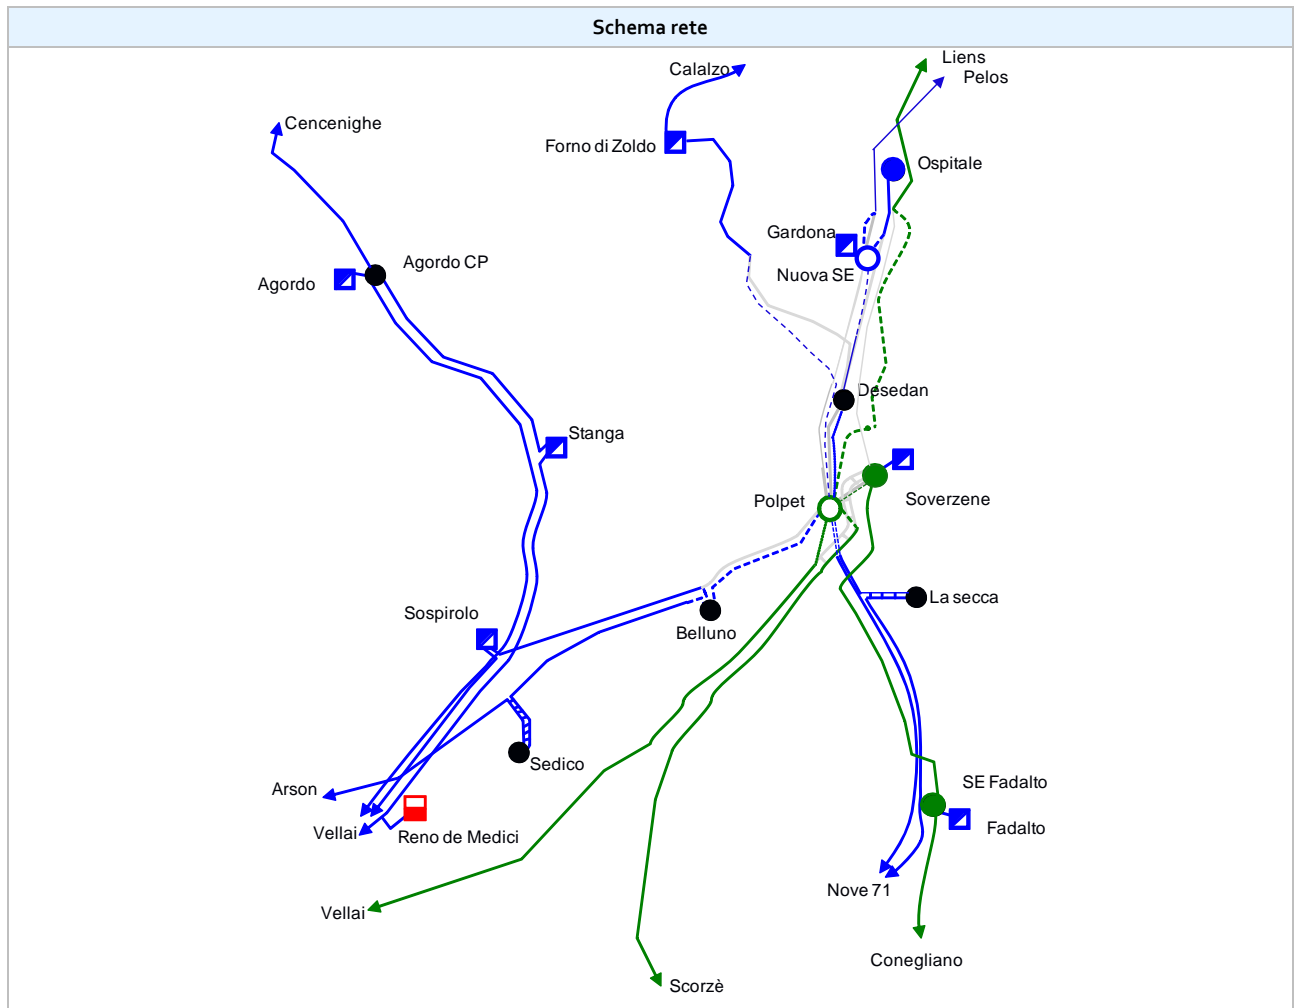 Schema rete
Liens
Calalzo
Pelos
Cencenighe
Forno di Zoldo
Ospitale
Gardona
Agordo CP
Nuova SE
Agordo
Desedan
Stanga
Polpet
Soverzene
La secca
Sospirolo
Belluno
Sedico
SE Fadalto
Arson
Fadalto
Vellai
Reno de Medici
Nove 71
Vellai
Conegliano
Scorzè